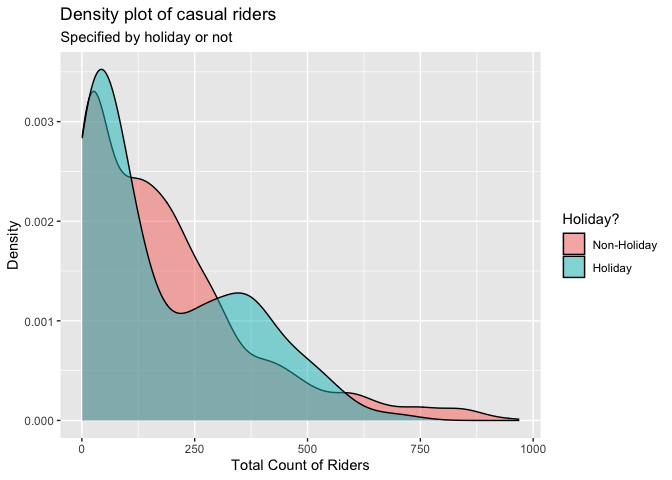 Density plot of casual riders
Specified by holiday or not
0.003
0.002
0.001
0.000
Density
0 250 500 750 1000
Total Count of Riders
Holiday?
Non-Holiday
Holiday